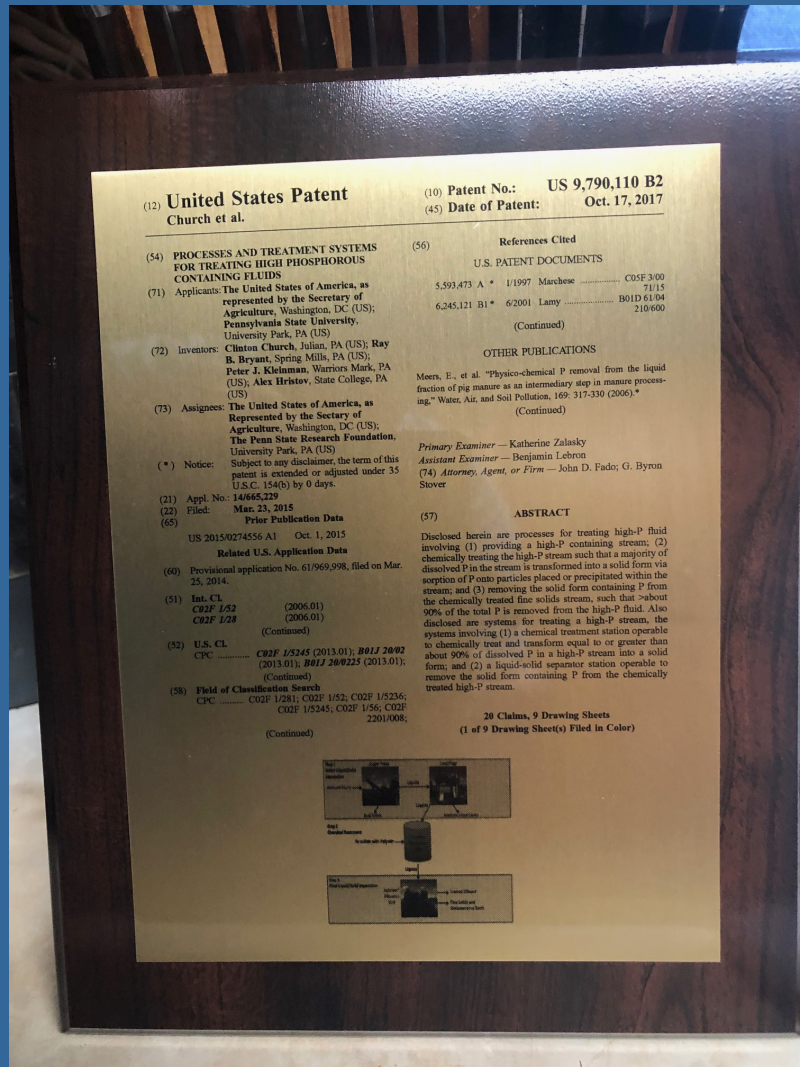 (12) United States Patent
Church et al.
(10) Patent No.: US 9,790,110 B2
(45) Date of Patent: Oct. 17, 2017
(54) PROCESSES AND TREATMENT SYSTEMS
FOR TREATING HIGH PHOSPHOROUS
CONTAINING FLUIDS
(71) Applicants: The United States of America, as
represented by the Secretary of
Agriculture, Washington, DC (US);
Pennsylvania State University,
University Park, PA (US)
(72) Inventors: Clinton Church, Julian, PA (US); Ray
B. Bryant, Spring Mills, PA (US);
Peter J. Kleinman, Warriors Mark, PA
(US); Alex Hristov, State College, PA
(US)
(73) Assignees: The United States of America, as
Represented by the Sectary of
Agriculture, Washington, DC (US);
The Penn State Research Foundation,
University Park, PA (US)
(*) Notice: Subject to any disclaimer, the term of this
patent is extended or adjusted under 35
U.S.C. 154(b) by 0 days.
(21) Appl. No.: 14/665,229
(22) Filed: Mar. 23, 2015
(65) Prior Publication Data
US 2015/0274556 A1 Oct. 1, 2015
Related U.S. Application Data
(60) Provisional application No. 61/969,998, filed on Mar.
25, 2014.
(51) Int. Cl.
C02F 1/52 (2006.01)
C02F 1/28 (2006.01)
(Continued)
(52) U.S. Cl.
CPC ........... C02F 1/5245 (2013.01); B01J 20/02
(2013.01); B01J 20/0225 (2013.01);
(Continued)
(58) Field of Classification Search
CPC ........ C02F 1/281; C02F 1/52; C02F 1/5236;
C02F 1/5245; C02F 1/56; C02F
2201/008;
(Continued)
(56) References Cited
U.S. PATENT DOCUMENTS
5,593,473 A * 1/1997 Marchese ............... C05F 3/00
71/15
6,245,121 B1 * 6/2001 Lamy .................. B01D 61/04
210/600
(Continued)
OTHER PUBLICATIONS
Meers, E., et al. "Physico-chemical P removal from the liquid
fraction of pig manure as an intermediary step in manure process-
ing," Water, Air, and Soil Pollution, 169: 317-330 (2006).*
(Continued)
Primary Examiner — Katherine Zalasky
Assistant Examiner — Benjamin Lebron
(74) Attorney, Agent, or Firm — John D. Fado; G. Byron
Stover
(57) ABSTRACT
Disclosed herein are processes for treating high-P fluid
involving (1) providing a high-P containing stream; (2)
chemically treating the high-P stream such that a majority of
dissolved P in the stream is transformed into a solid form via
sorption of P onto particles placed or precipitated within the
stream; and (3) removing the solid form containing P from
the chemically treated fine solids stream, such that >about
90% of the total P is removed from the high-P fluid. Also
disclosed are systems for treating a high-P stream, the
systems involving (1) a chemical treatment station operable
to chemically treat and transform equal to or greater than
about 90% of dissolved P in a high-P stream into a solid
form; and (2) a liquid-solid separator station operable to
remove the solid form containing P from the chemically
treated high-P stream.
20 Claims, 9 Drawing Sheets
(1 of 9 Drawing Sheet(s) Filed in Color)
Liquids
Liquids
Step 2
Chemical Treatment
Liquids
Step 3